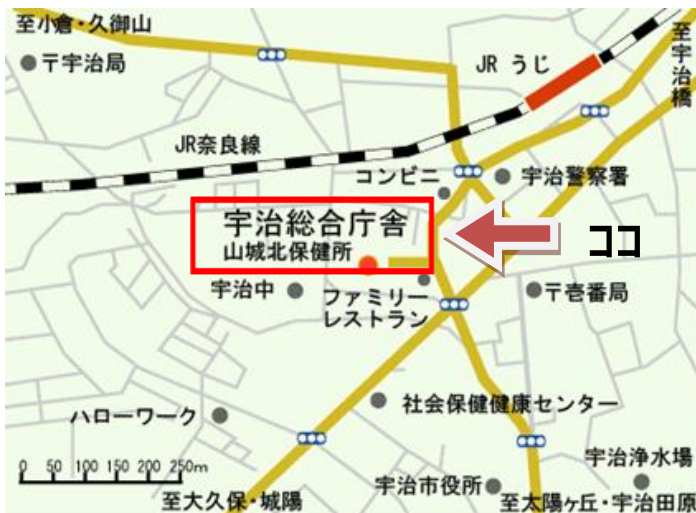 至小倉・久御山
〒宇治局
JR うじ
至宇治橋
JR奈良線
コンビニ
宇治警察署
宇治総合庁舎
山城北保健所
ココ
宇治中
ファミリー
レストラン
〒壱番局
ハローワーク
社会保健健康センター
0 50 100 150 200 250m
宇治浄水場
宇治市役所
至大久保・城陽
至太陽ヶ丘・宇治田原